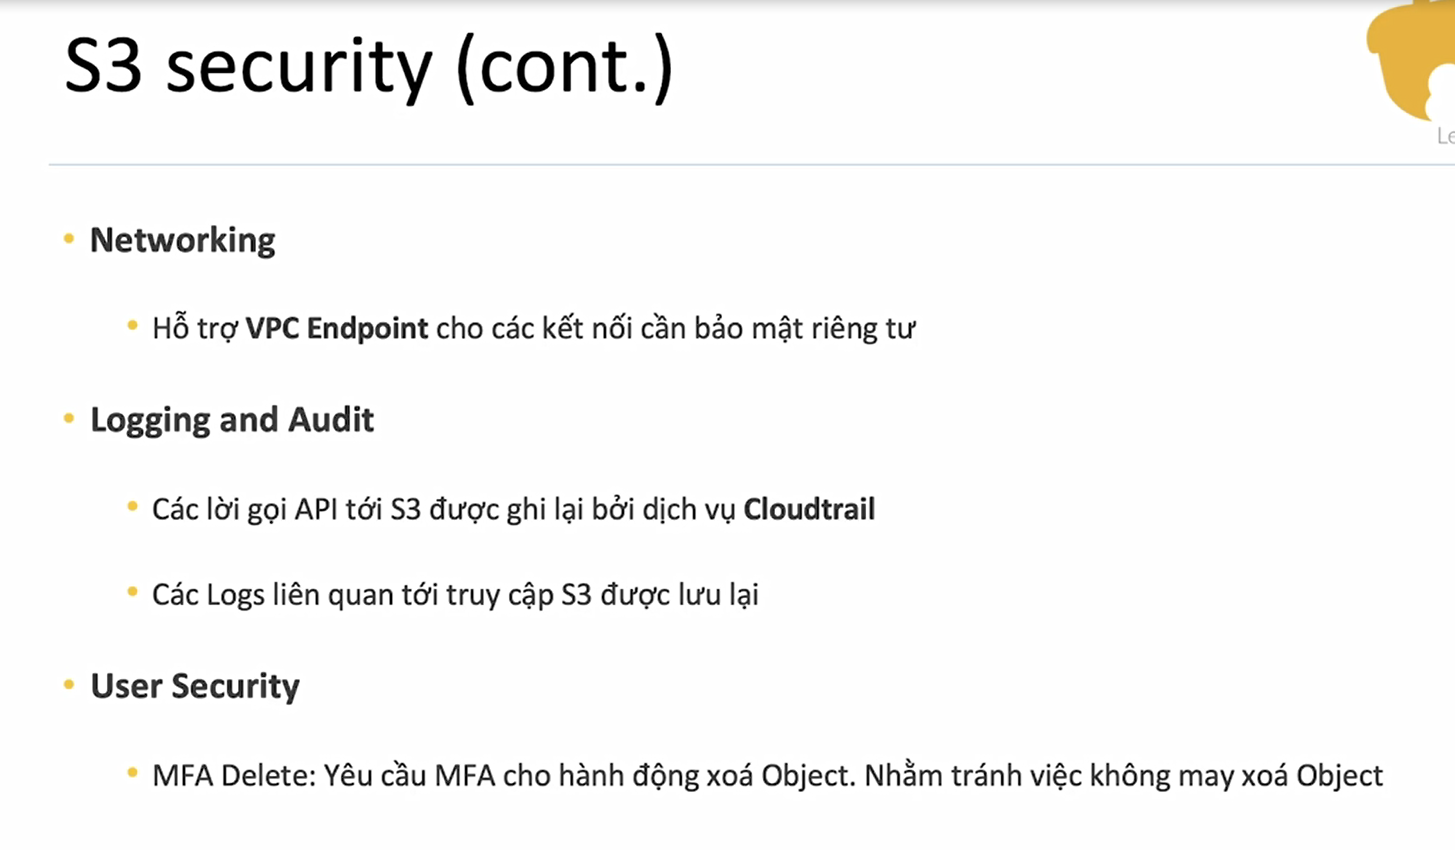 S3 security (cont.)
Le
• Networking
• Hỗ trợ VPC Endpoint cho các kết nối cần bảo mật riêng tư
• Logging and Audit
• Các lời gọi API tới S3 được ghi lại bởi dịch vụ Cloudtrail
• Các Logs liên quan tới truy cập S3 được lưu lại
• User Security
• MFA Delete: Yêu cầu MFA cho hành động xoá Object. Nhằm tránh việc không may xoá Object